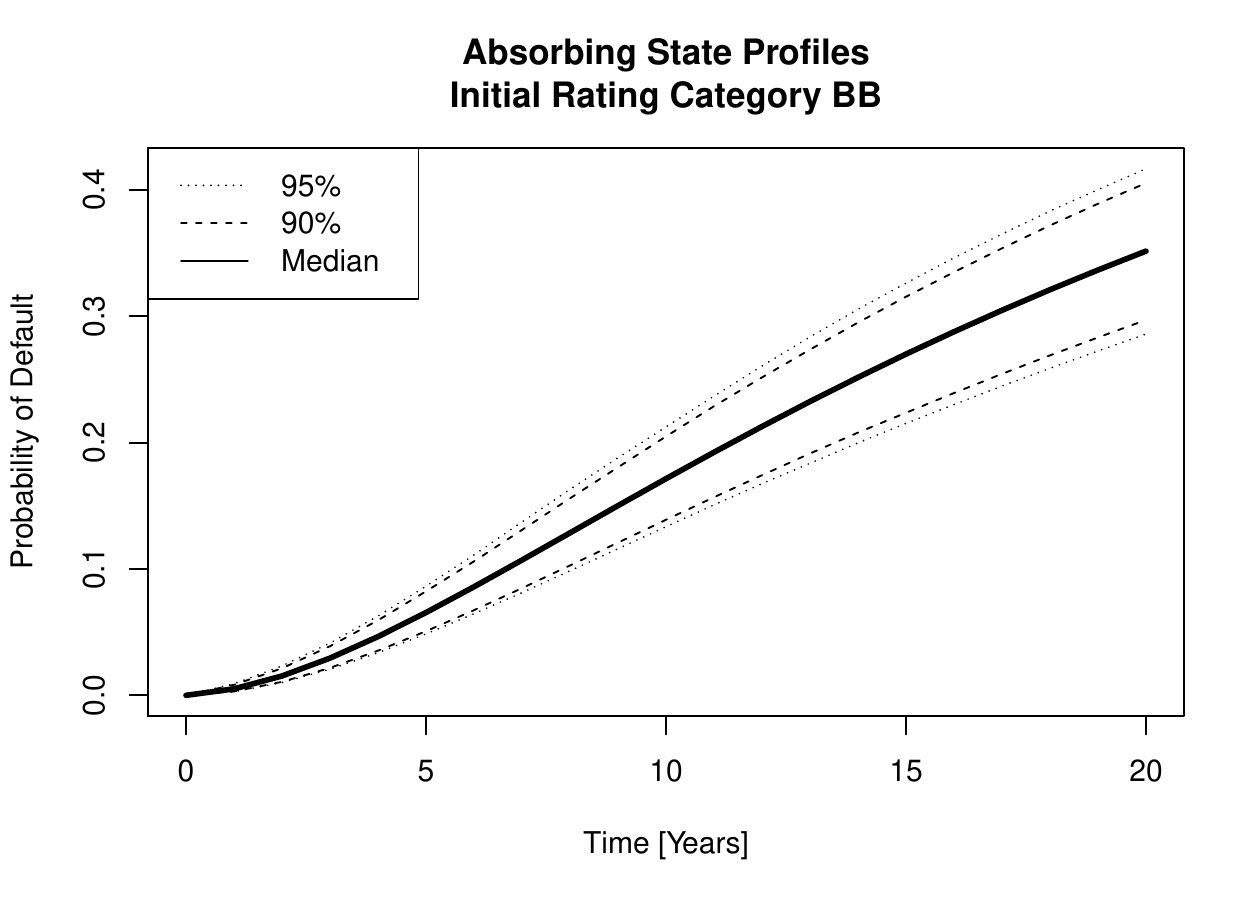 Absorbing State Profiles
Initial Rating Category BB
95%
90%
Median
Probability of Default
0.4
0.3
0.2
0.1
0.0
0 5 10 15 20
Time [Years]